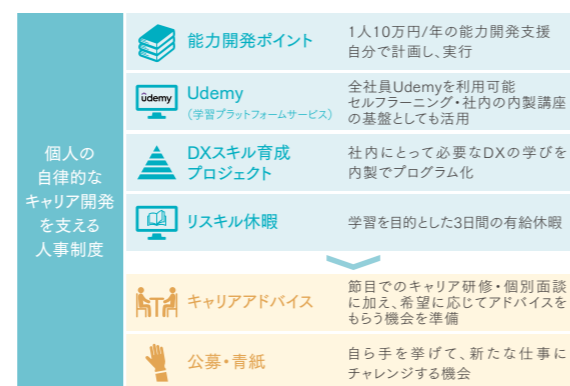 個人の
自律的な
キャリア開発
を支える
人事制度
能力開発ポイント
1人10万円/年の能力開発支援
自分で計画し、実行
ûdemy
Udemy
(学習プラットフォームサービス)
全社員Udemyを利用可能
セルフラーニング・社内の内製講座
の基盤としても活用
DXスキル育成
プロジェクト
社内にとって必要なDXの学びを
内製でプログラム化
リスキル休暇
学習を目的とした3日間の有給休暇
キャリアアドバイス
節目でのキャリア研修・個別面談
に加え、希望に応じてアドバイスを
もらう機会を準備
公募・青紙
自ら手を挙げて、新たな仕事に
チャレンジする機会